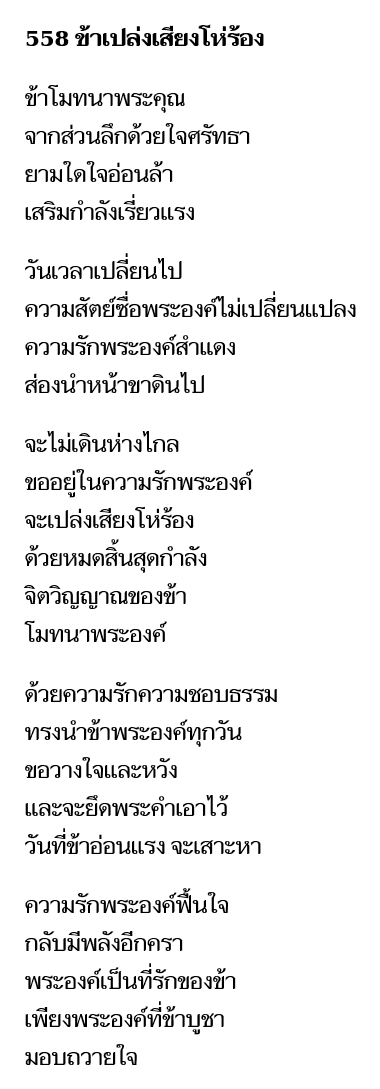 558 ข้าเปล่งเสียงโห่ร้อง
ข้าโมทนาพระคุณ
จากส่วนลึกด้วยใจศรัทธา
ยามใดใจอ่อนล้า
เสริมกำลังเรี่ยวแรง
วันเวลาเปลี่ยนไป
ความสัตย์ซื่อพระองค์ไม่เปลี่ยนแปลง
ความรักพระองค์สำแดง
ส่องนำหน้าขาดินไป
จะไม่เดินห่างไกล
ขออยู่ในความรักพระองค์
จะเปล่งเสียงโห่ร้อง
ด้วยหมดสิ้นสุดกำลัง
จิตวิญญาณของข้า
โมทนาพระองค์
ด้วยความรักความชอบธรรม
ทรงนำข้าพระองค์ทุกวัน
ขอวางใจและหวัง
และจะยึดพระคำเอาไว้
วันที่ข้าอ่อนแรง จะเสาะหา
ความรักพระองค์ฟื้นใจ
กลับมีพลังอีกครา
พระองค์เป็นที่รักของข้า
เพียงพระองค์ที่ข้าบูชา
มอบถวายใจ